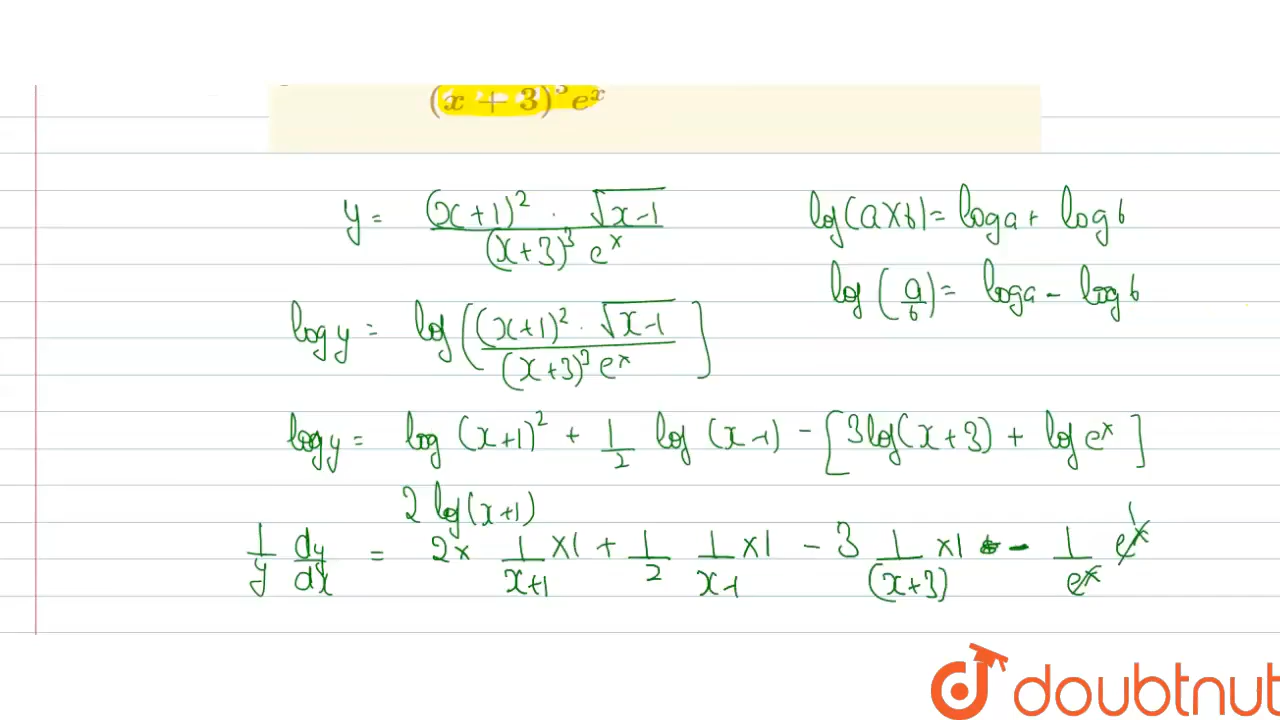 (x + 3)³eˣ
y = (x+1)² · √x-1 / (x+3)³ eˣ
log(a×b) = log a + log b
log (a/b) = log a - log b
log y = log [(x+1)² · √x-1 / (x+3)³ eˣ]
log y = log (x+1)² + 1/2 log (x-1) - [3log(x+3) + log eˣ]
2 log(x+1)
1/y dy/dx = 2× 1/x+1 ×1 + 1/2 1/x-1 ×1 - 3 1/(x+3) ×1 - 1/eˣ eˣ 1
doubtnut